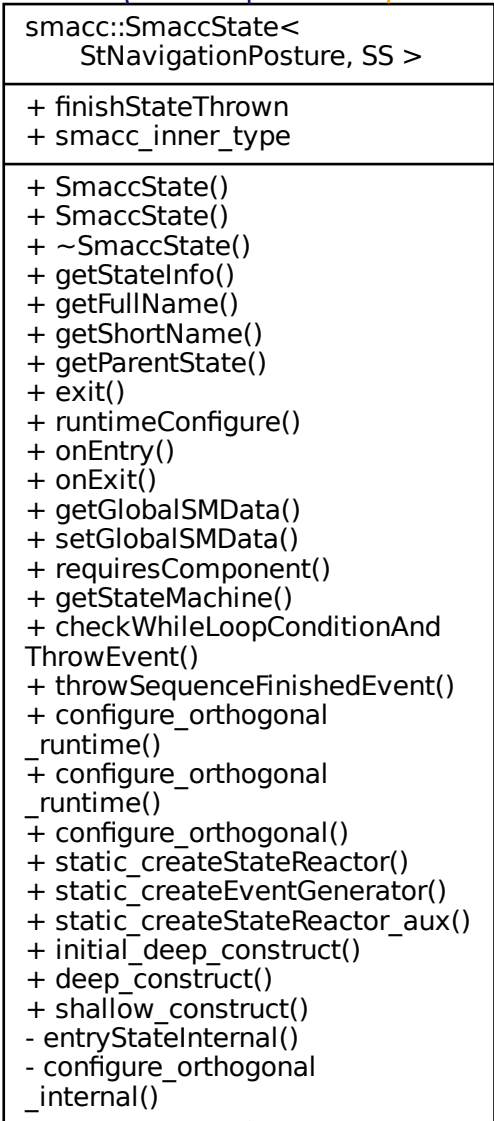 smacc::SmaccState<
StNavigationPosture, SS >
+ finishStateThrown
+ smacc_inner_type
+ SmaccState()
+ SmaccState()
+ ~SmaccState()
+ getStateInfo()
+ getFullName()
+ getShortName()
+ getParentState()
+ exit()
+ runtimeConfigure()
+ onEntry()
+ onExit()
+ getGlobalSMData()
+ setGlobalSMData()
+ requiresComponent()
+ getStateMachine()
+ checkWhileLoopConditionAnd
ThrowEvent()
+ throwSequenceFinishedEvent()
+ configure_orthogonal
_runtime()
+ configure_orthogonal
_runtime()
+ configure_orthogonal()
+ static_createStateReactor()
+ static_createEventGenerator()
+ static_createStateReactor_aux()
+ initial_deep_construct()
+ deep_construct()
+ shallow_construct()
- entryStateInternal()
- configure_orthogonal
_internal()